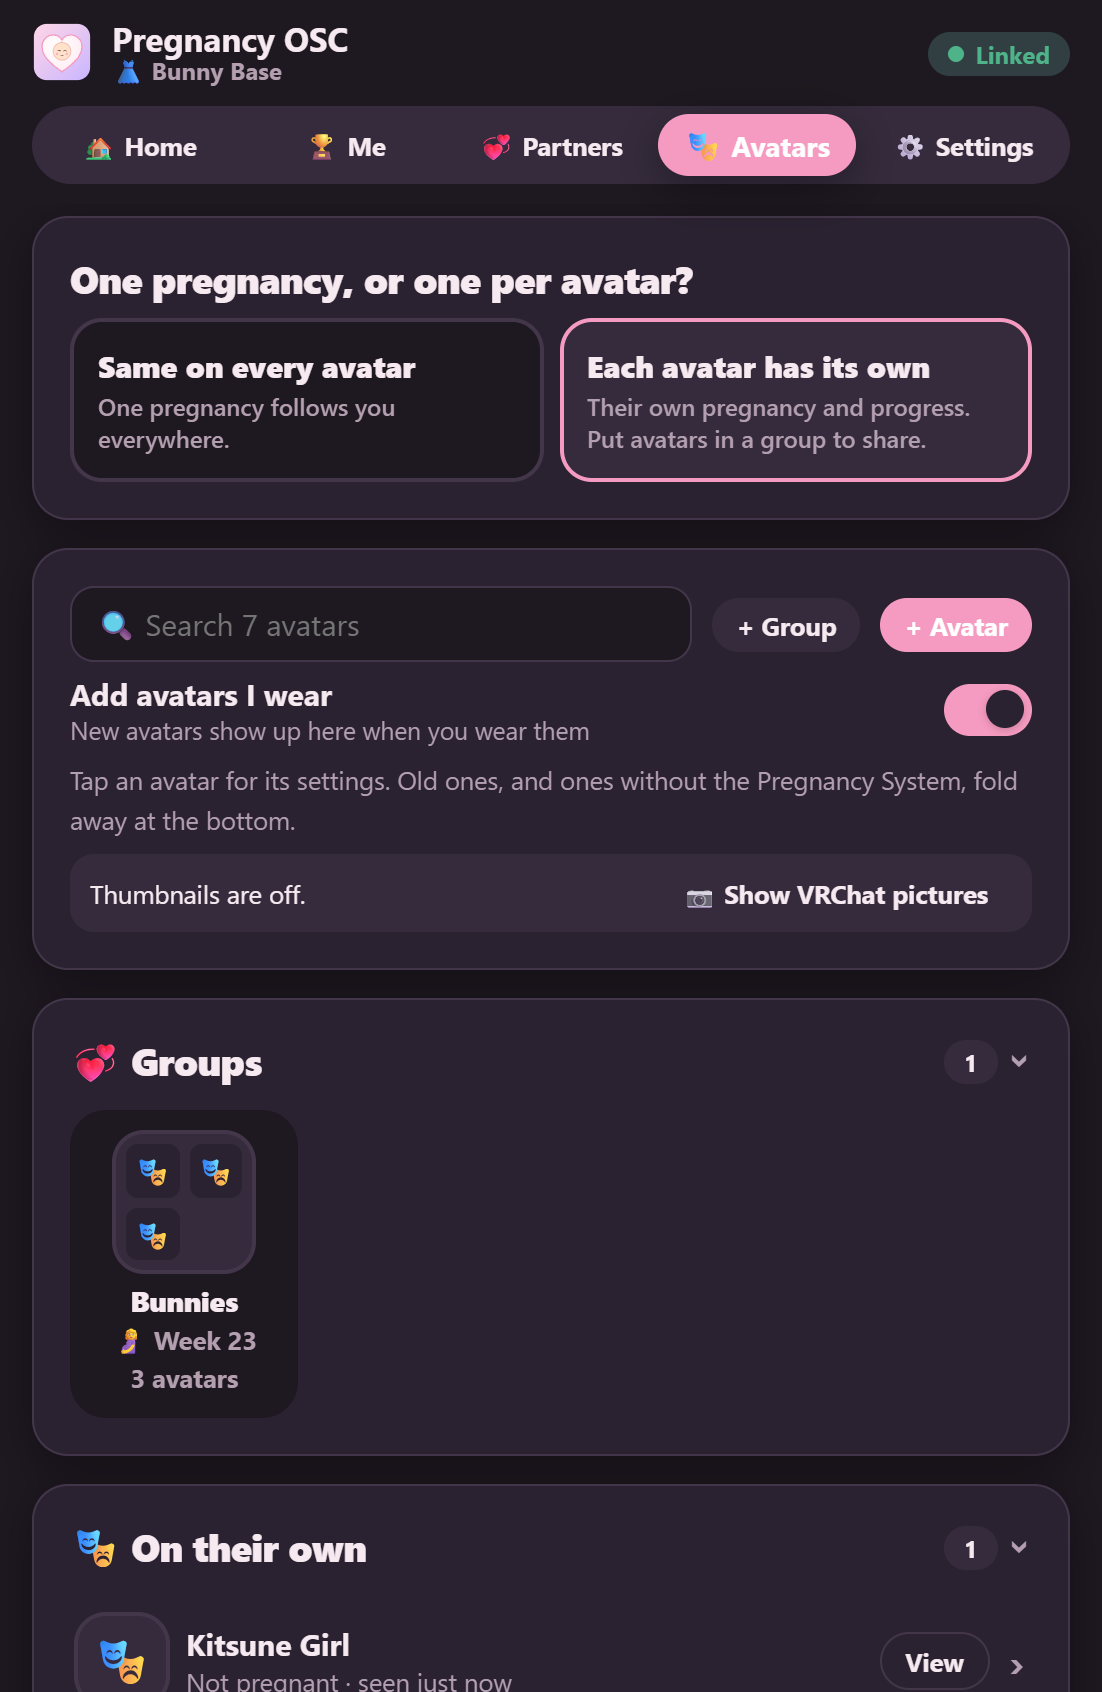 Pregnancy OSC
Bunny Base
Linked
Home
Me
Partners
Avatars
Settings
One pregnancy, or one per avatar?
Same on every avatar
One pregnancy follows you
everywhere.
Each avatar has its own
Their own pregnancy and progress.
Put avatars in a group to share.
Search 7 avatars
+ Group
+ Avatar
Add avatars I wear
New avatars show up here when you wear them
Tap an avatar for its settings. Old ones, and ones without the Pregnancy System, fold
away at the bottom.
Thumbnails are off.
Show VRChat pictures
Groups
1
Bunnies
Week 23
3 avatars
On their own
1
Kitsune Girl
Not pregnant · seen just now
View